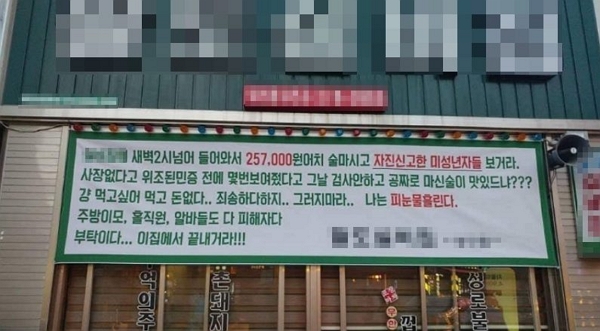 새벽2시넘어 들어와서 257.000원어치 술마시고 자진신고한 미성년자들 보거라.
사장없다고 위조된민증 전에 몇번보여줬다고 그날 검사안하고 공짜로 마신술이 맛있드냐???
걍 먹고싶어 먹고 돈없다.. 죄송하다하지.. 그러지마라.. 나는 피눈물흘린다.
주방이모, 홀직원, 알바들도 다 피해자다
부탁이다... 이집에서 끝내거라!!!